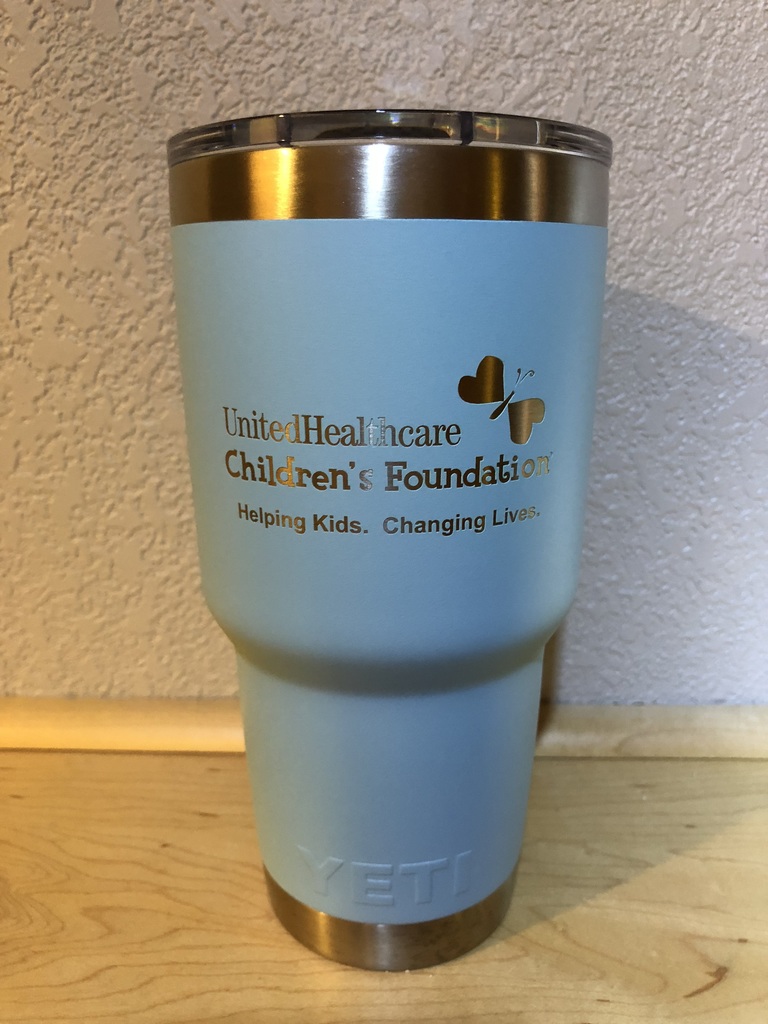 UnitedHealthcare
Children's Foundation®
Helping Kids. Changing Lives.
YETI